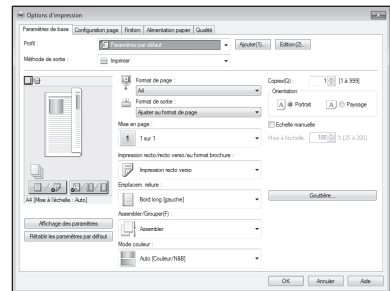 Options d'impression
Paramètres de base Configuration page Finition Alimentation papier Qualité
Profil : Paramètres par défaut Ajouter(1)... Edition(2)...
Méthode de sortie : Imprimer
Format de page : Copies(Q) : 1 [1 à 999]
A4 Orientation
Format de sortie : A Portrait A Paysage
Ajuster au format de page
Mise en page : Echelle manuelle
1 1 sur 1 Mise à l'échelle : 100 % [25 à 200]
Impression recto/recto verso/au format brochure :
Impression recto verso
Emplacem. reliure :
Bord long [gauche] Gouttière...
A4 [Mise à l'échelle : Auto]
Assembler/Grouper(F) :
Affichage des paramètres Assembler
Rétablir les paramètres par défaut
Mode couleur :
Auto [Couleur/N&B]
OK Annuler Aide